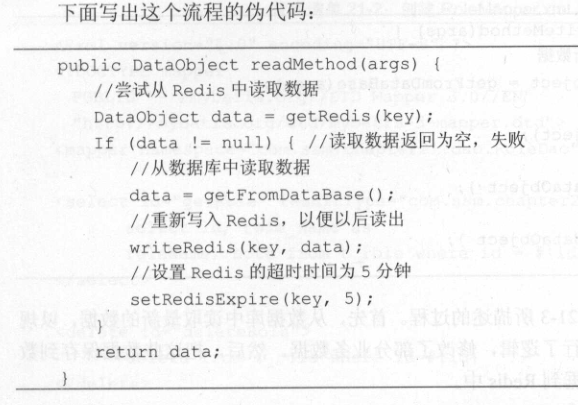 下面写出这个流程的伪代码：
public DataObject readMethod(args) {
//尝试从 Redis 中读取数据
DataObject data = getRedis(key);
If (data != null) { //读取数据返回为空，失败
//从数据库中读取数据
data = getFromDataBase();
//重新写入 Redis，以便以后读出
writeRedis(key, data);
//设置 Redis 的超时时间为 5 分钟
setRedisExpire(key, 5);
}
return data;
}